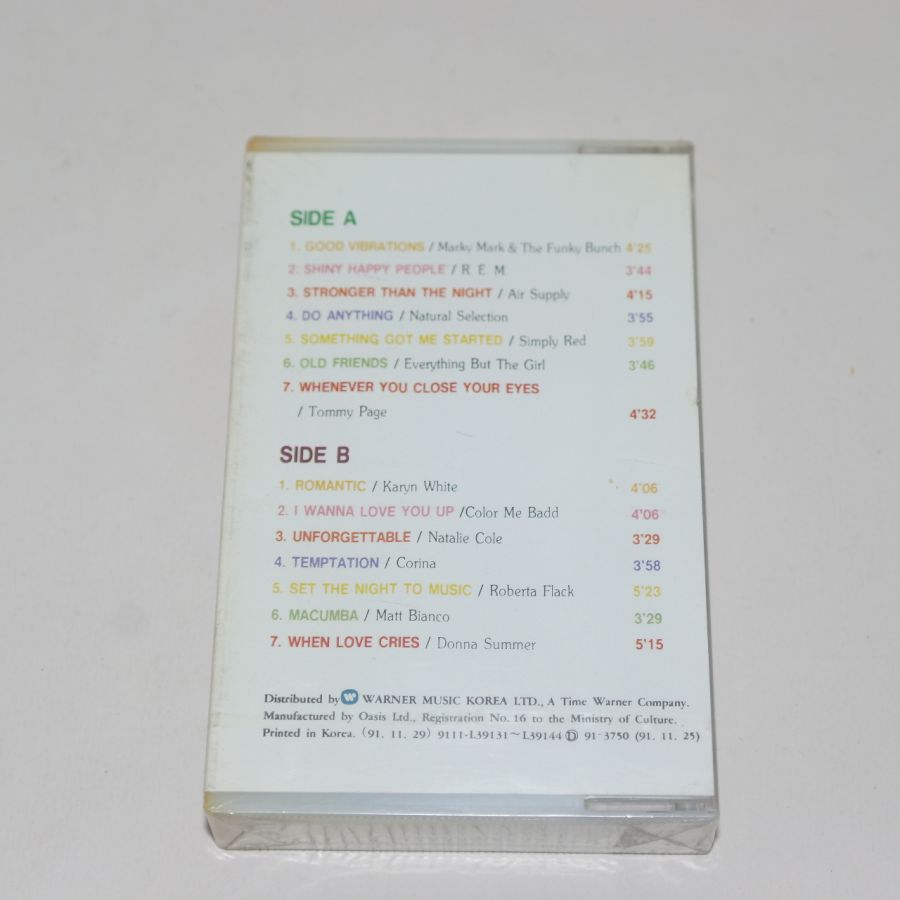 SIDE A
1. GOOD VIBRATIONS / Marky Mark & The Funky Bunch 4'25
2. SHINY HAPPY PEOPLE / R. E. M 3'44
3. STRONGER THAN THE NIGHT / Air Supply 4'15
4. DO ANYTHING / Natural Selection 3'55
5. SOMETHING GOT ME STARTED / Simply Red 3'59
6. OLD FRIENDS / Everything But The Girl 3'46
7. WHENEVER YOU CLOSE YOUR EYES
/ Tommy Page 4'32
SIDE B
1. ROMANTIC / Karyn White 4'06
2. I WANNA LOVE YOU UP /Color Me Badd 4'06
3. UNFORGETTABLE / Natalie Cole 3'29
4. TEMPTATION / Corina 3'58
5. SET THE NIGHT TO MUSIC / Roberta Flack 5'23
6. MACUMBA / Matt Bianco 3'29
7. WHEN LOVE CRIES / Donna Summer 5'15
Distributed by WARNER MUSIC KOREA LTD., A Time Warner Company.
Manufactured by Oasis Ltd., Registration No. 16 to the Ministry of Culture.
Printed in Korea. (91. 11. 29) 9111-L39131~L39144 Ⓓ 91-3750 (91. 11. 25)